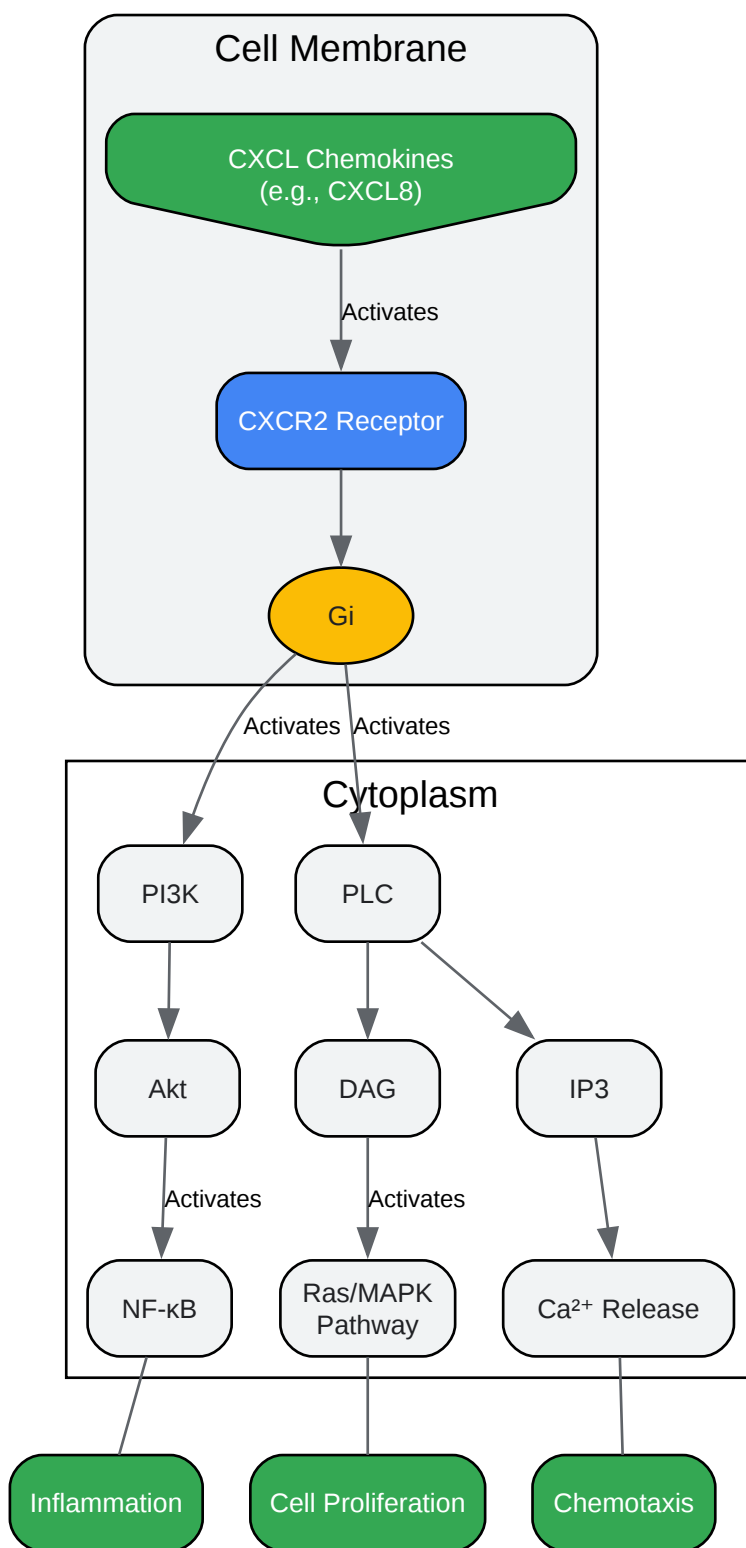 Cell Membrane
CXCL Chemokines
(e.g., CXCL8)
Activates
CXCR2 Receptor
Gi
Activates
Activates
Cytoplasm
PI3K
PLC
Akt
DAG
IP3
Activates
Activates
NF-κB
Ras/MAPK
Pathway
Ca²⁺ Release
Inflammation
Cell Proliferation
Chemotaxis